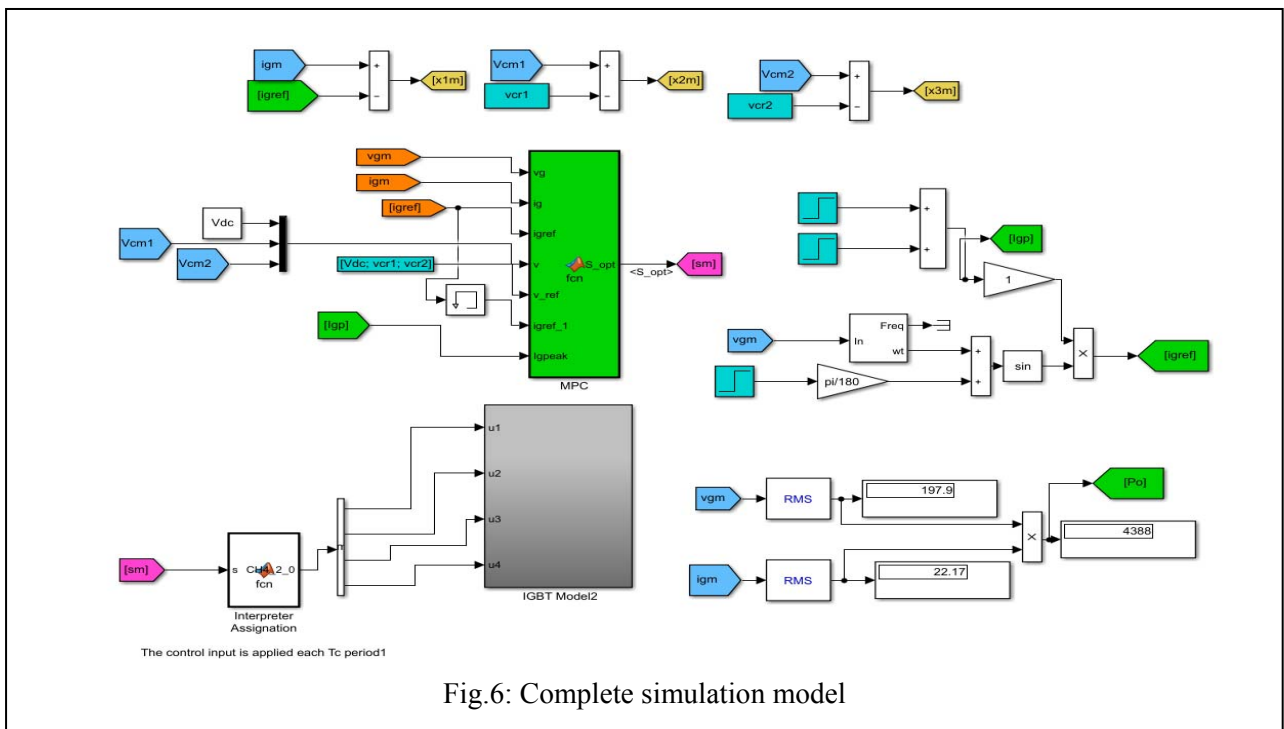 igm
[igref]
+
−
[x1m]
Vcm1
vcr1
+
−
[x2m]
Vcm2
vcr2
+
−
[x3m]
vgm
igm
[igref]
Vdc
Vcm1
Vcm2
[Vdc; vcr1; vcr2]
[Igp]
vg
ig
igref
v
v_ref
igref_1
Igpeak
S_opt
fcn
MPC
<S_opt>
[sm]
+
+
[Igp]
1
vgm
In
Freq
wt
pi/180
+
+
sin
X
[igref]
[sm]
s
CH4_2_0
fcn
Interpreter
Assignation
u1
u2
u3
u4
IGBT Model2
vgm
RMS
197.9
igm
RMS
22.17
X
[Po]
4388
The control input is applied each Tc period1
Fig.6: Complete simulation model